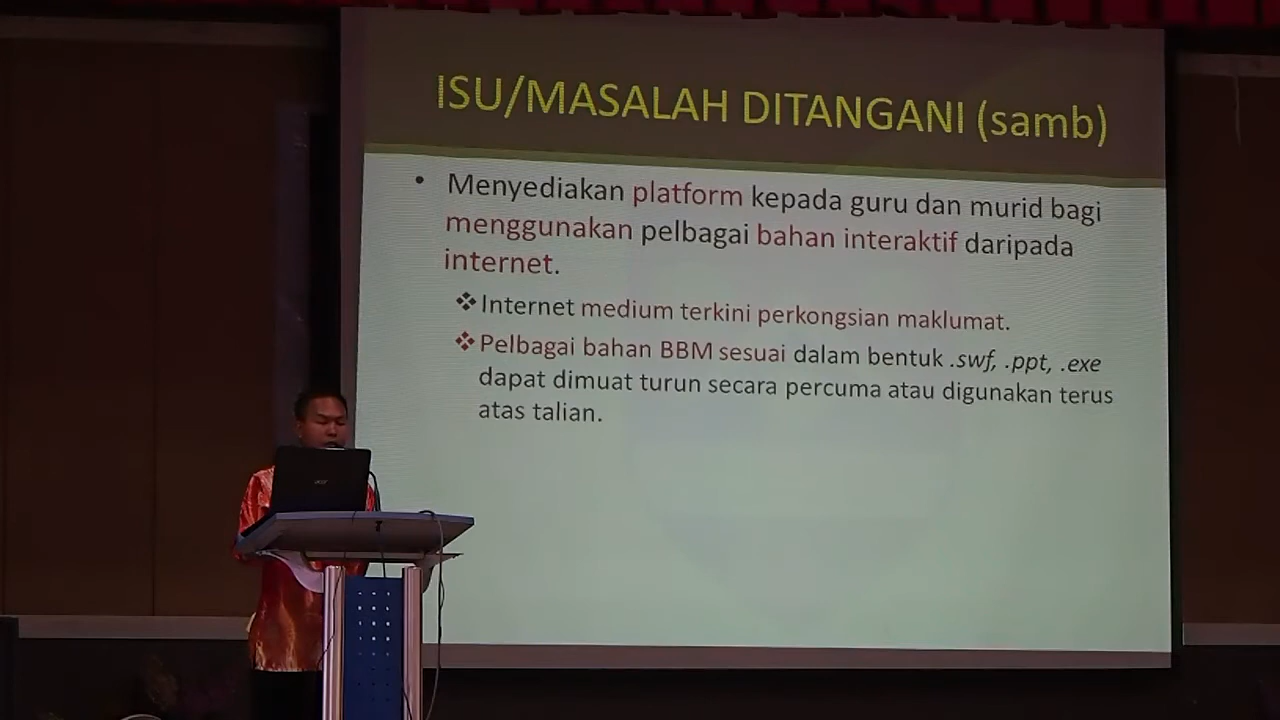 ISU/MASALAH DITANGANI (samb)
• Menyediakan platform kepada guru dan murid bagi
menggunakan pelbagai bahan interaktif daripada
internet.
❖Internet medium terkini perkongsian maklumat.
❖Pelbagai bahan BBM sesuai dalam bentuk .swf, .ppt, .exe
dapat dimuat turun secara percuma atau digunakan terus
atas talian.
acer